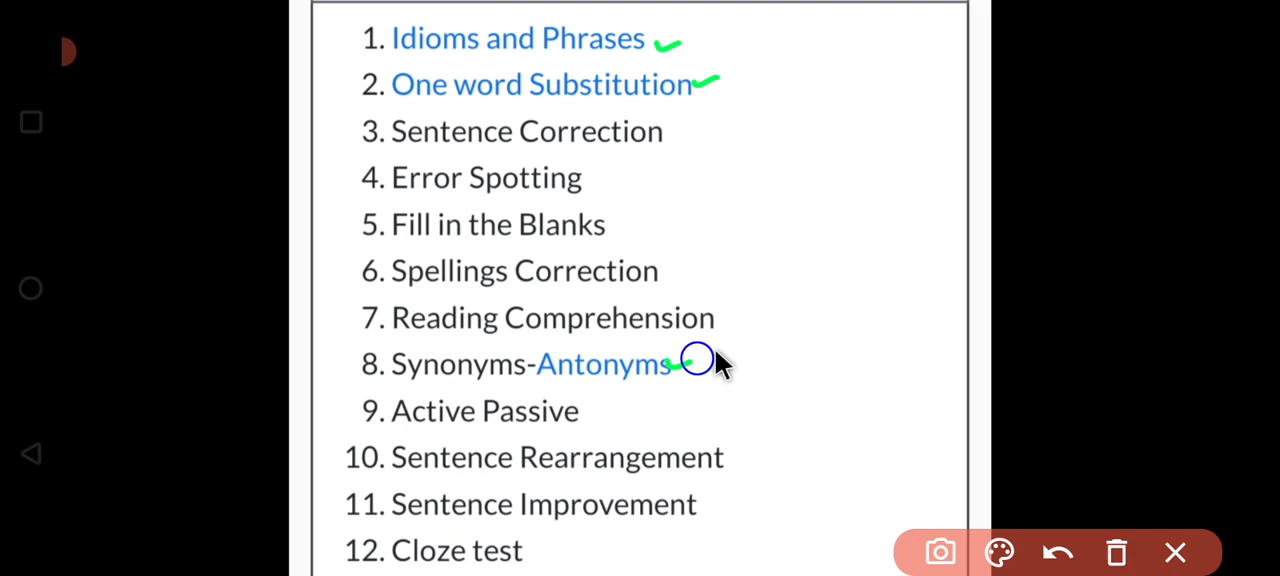 1. Idioms and Phrases
2. One word Substitution
3. Sentence Correction
4. Error Spotting
5. Fill in the Blanks
6. Spellings Correction
7. Reading Comprehension
8. Synonyms-Antonyms
9. Active Passive
10. Sentence Rearrangement
11. Sentence Improvement
12. Cloze test